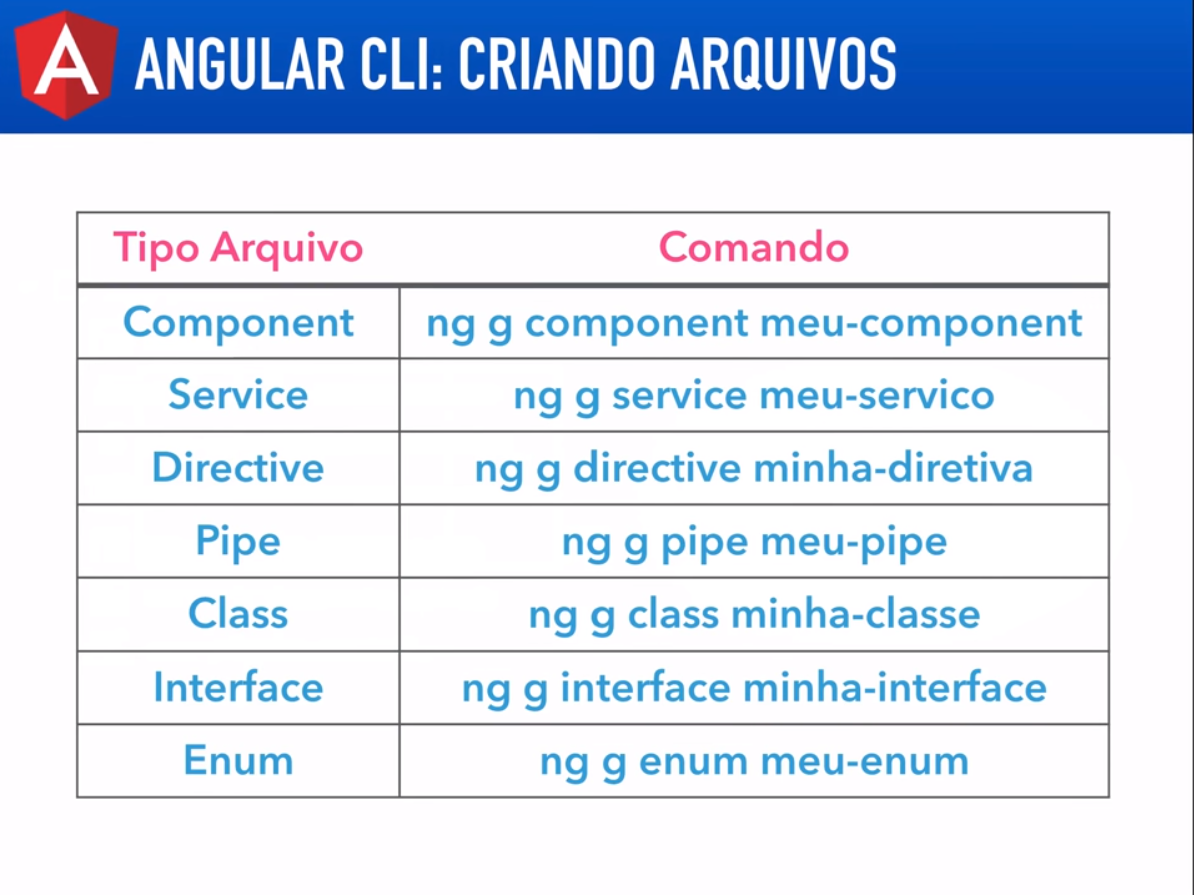 ANGULAR CLI: CRIANDO ARQUIVOS
Tipo Arquivo Comando
Component ng g component meu-component
Service ng g service meu-servico
Directive ng g directive minha-diretiva
Pipe ng g pipe meu-pipe
Class ng g class minha-classe
Interface ng g interface minha-interface
Enum ng g enum meu-enum